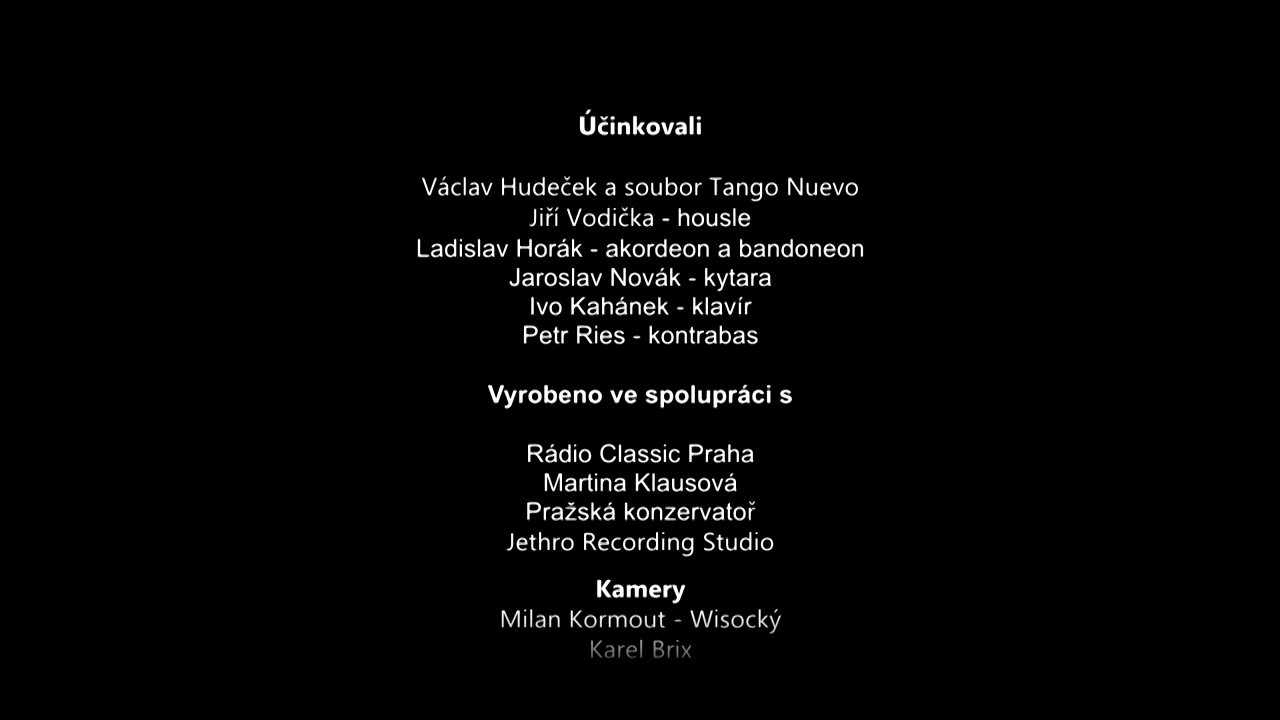 Účinkovali
Václav Hudeček a soubor Tango Nuevo
Jiří Vodička - housle
Ladislav Horák - akordeon a bandoneon
Jaroslav Novák - kytara
Ivo Kahánek - klavír
Petr Ries - kontrabas
Vyrobeno ve spolupráci s
Rádio Classic Praha
Martina Klausová
Pražská konzervatoř
Jethro Recording Studio
Kamery
Milan Kormout - Wisocký
Karel Brix